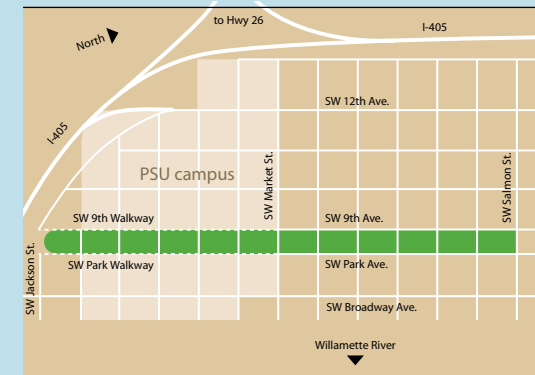 to Hwy 26
I-405
North
SW 12th Ave.
I-405
PSU campus
SW Market St.
SW Salmon St.
SW 9th Walkway
SW 9th Ave.
SW Jackson St.
SW Park Walkway
SW Park Ave.
SW Broadway Ave.
Willamette River